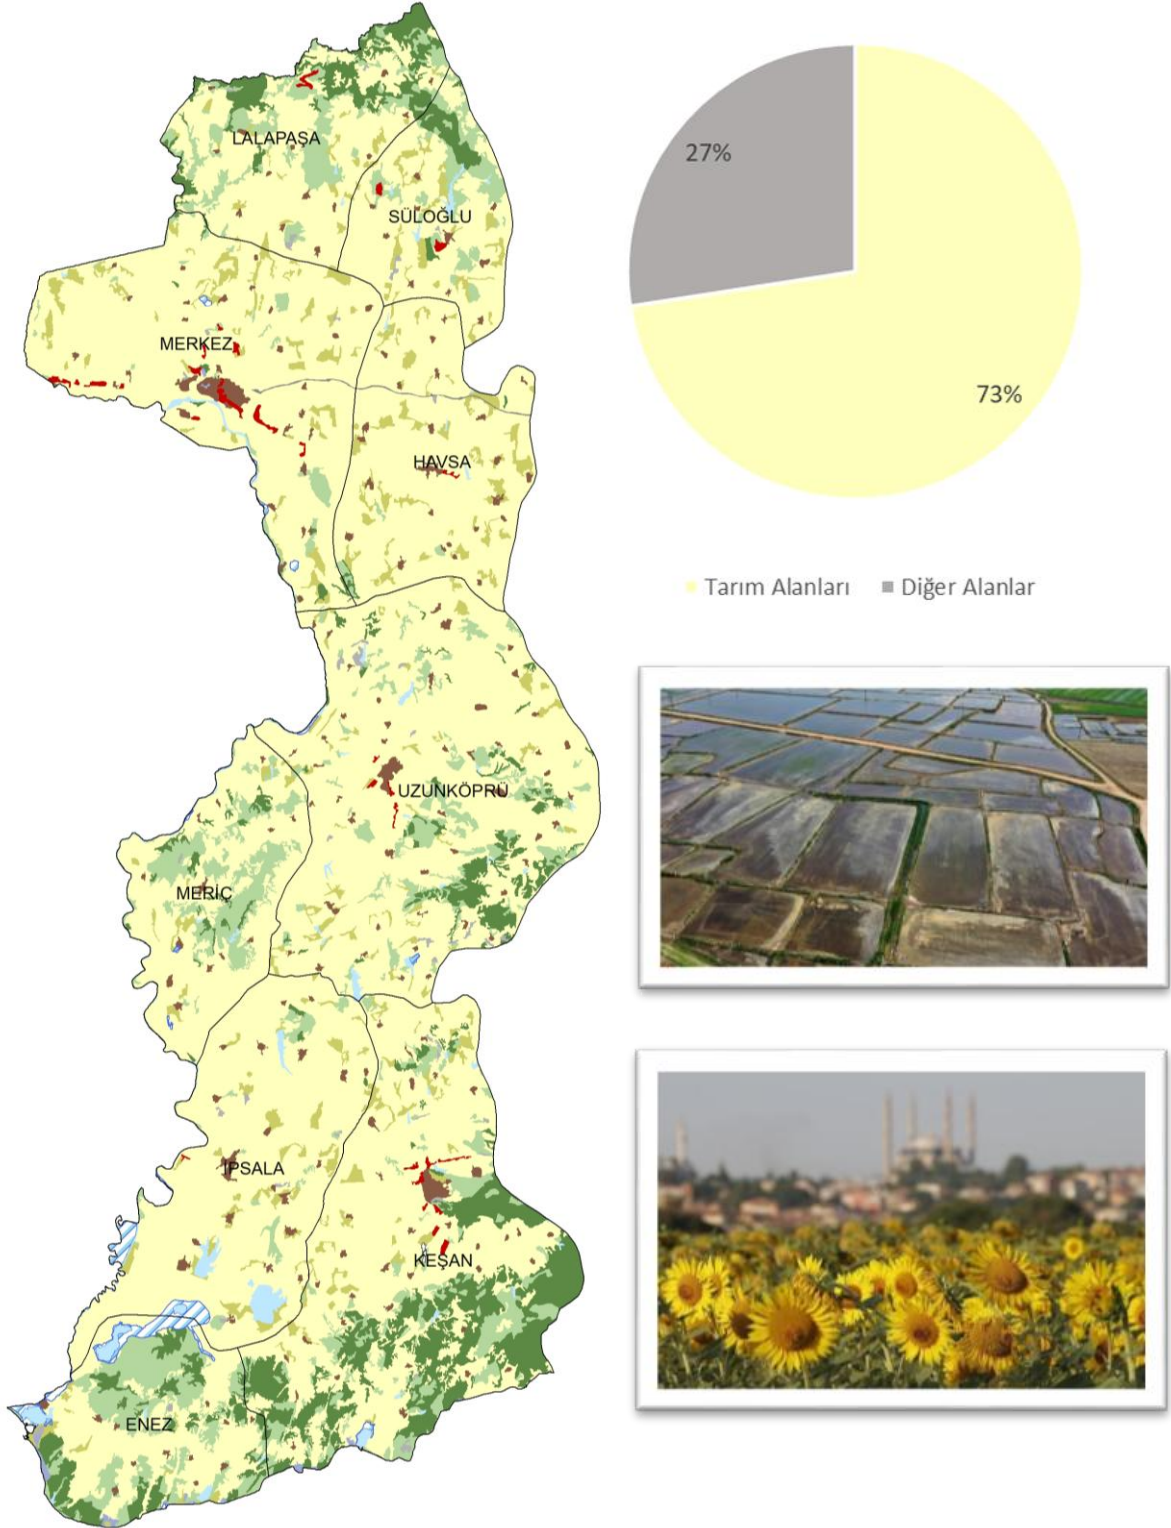 LALAPAŞA
SÜLOĞLU
MERKEZ
HAVSA
UZUNKÖPRÜ
MERİÇ
İPSALA
KEŞAN
ENEZ
27%
73%
Tarım Alanları
Diğer Alanlar